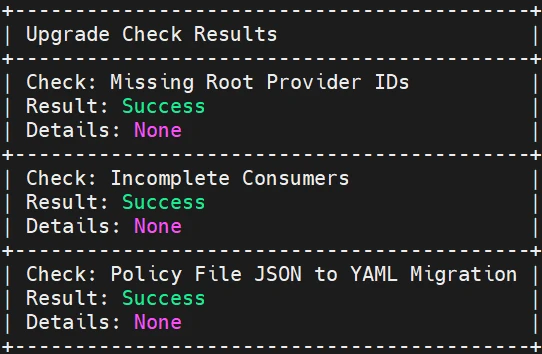 +-------------------------------------------+
| Upgrade Check Results                     |
+-------------------------------------------+
| Check: Missing Root Provider IDs          |
| Result: Success                           |
| Details: None                             |
+-------------------------------------------+
| Check: Incomplete Consumers               |
| Result: Success                           |
| Details: None                             |
+-------------------------------------------+
| Check: Policy File JSON to YAML Migration |
| Result: Success                           |
| Details: None                             |
+-------------------------------------------+